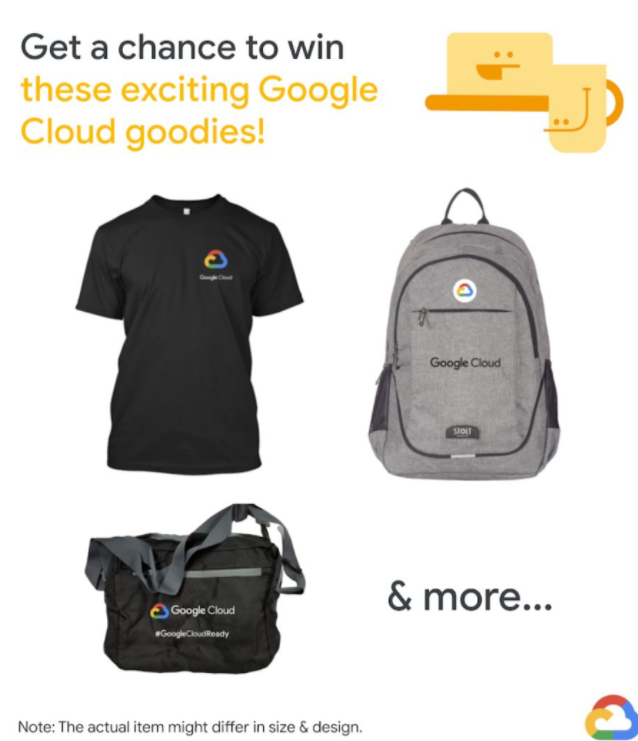 Get a chance to win
these exciting Google
Cloud goodies!
Google Cloud
Google Cloud
STOLT
Google Cloud
#GoogleCloudReady
& more...
Note: The actual item might differ in size & design.